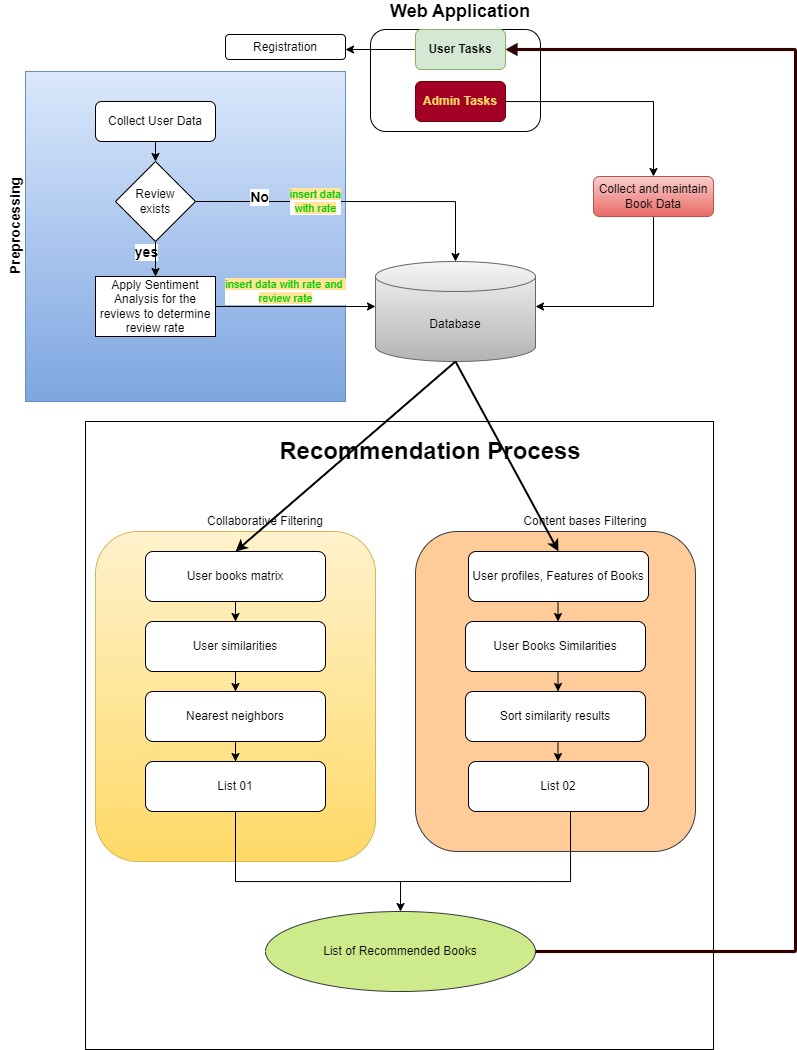 Web Application
Registration
User Tasks
Admin Tasks
Preprocessing
Collect User Data
Review
exists
No
insert data
with rate
Collect and maintain
Book Data
yes
Apply Sentiment
Analysis for the
reviews to determine
review rate
insert data with rate and
review rate
Database
Recommendation Process
Collaborative Filtering
Content bases Filtering
User books matrix
User profiles, Features of Books
User similarities
User Books Similarities
Nearest neighbors
Sort similarity results
List 01
List 02
List of Recommended Books